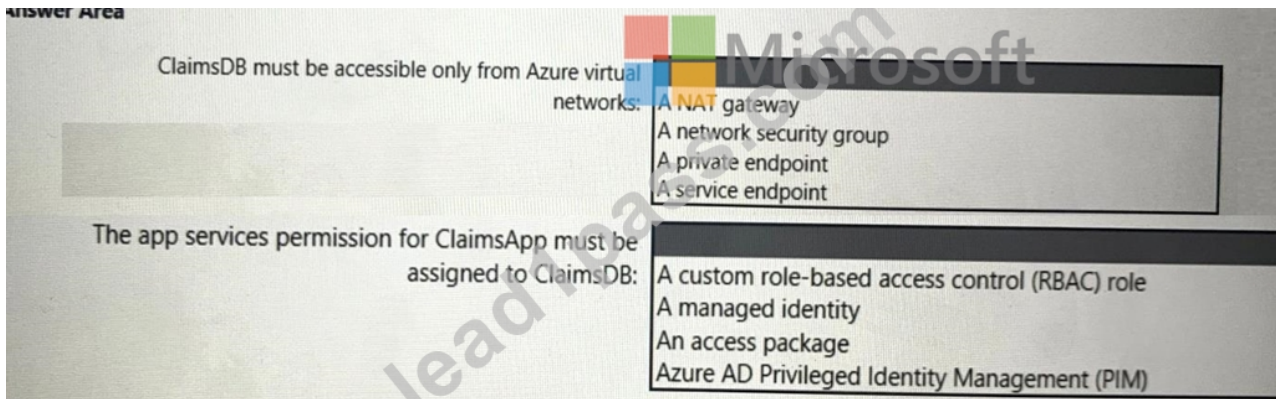 Answer Area
Microsoft
ClaimsDB must be accessible only from Azure virtual
networks:
A NAT gateway
A network security group
A private endpoint
A service endpoint
The app services permission for ClaimsApp must be
assigned to ClaimsDB:
A custom role-based access control (RBAC) role
A managed identity
An access package
Azure AD Privileged Identity Management (PIM)
lead1pass.com